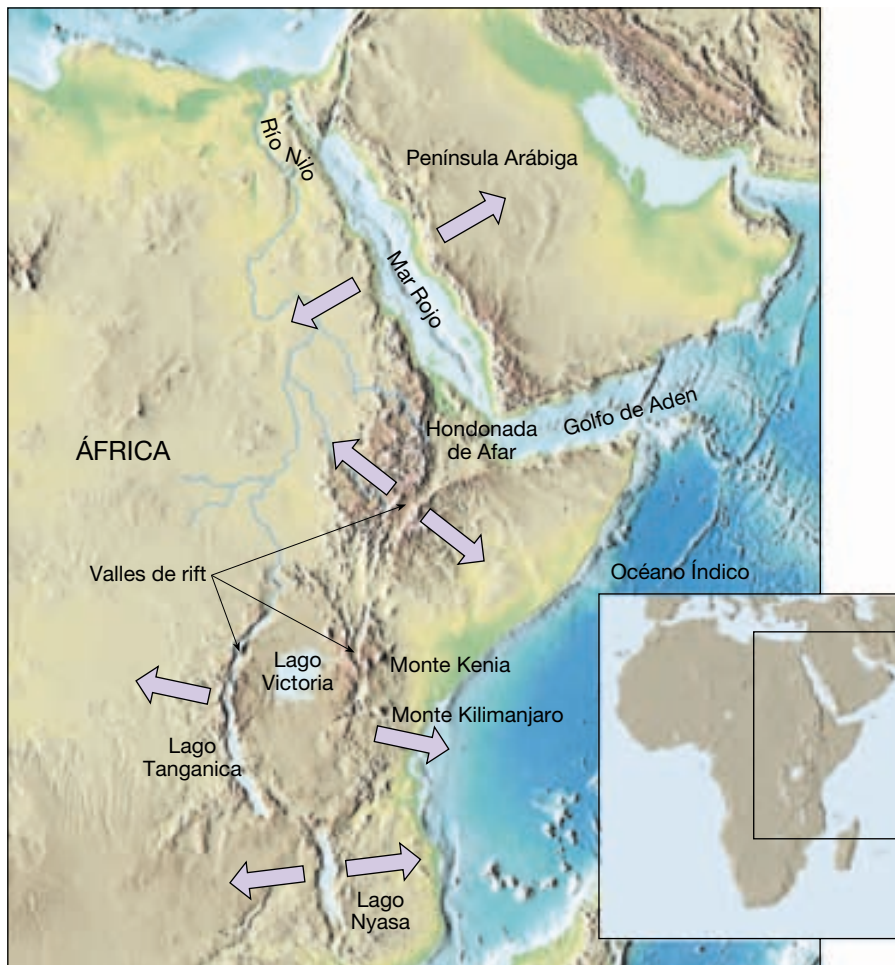 Río Nilo
Península Arábiga
Mar Rojo
Golfo de Aden
Hondonada
de Afar
ÁFRICA
Valles de rift
Océano Índico
Lago
Victoria
Monte Kenia
Monte Kilimanjaro
Lago
Tanganica
Lago
Nyasa